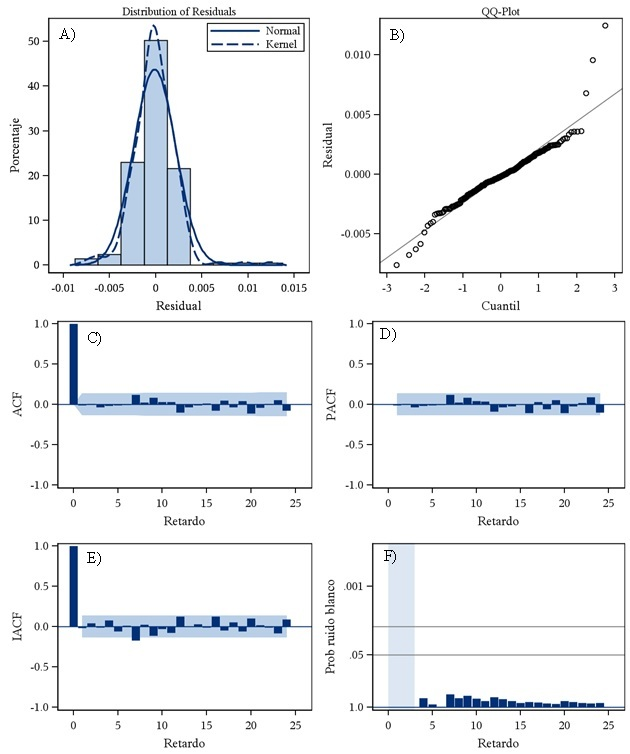 Distribution of Residuals
A)
Normal
Kernel
Porcentaje
50
40
30
20
10
0
-0.01
-0.005
0
0.005
0.01
0.015
Residual
QQ-Plot
B)
Residual
0.010
0.005
0.000
-0.005
-3
-2
-1
0
1
2
3
Cuantil
C)
ACF
1.0
0.5
0.0
-0.5
-1.0
0
5
10
15
20
25
Retardo
D)
PACF
1.0
0.5
0.0
-0.5
-1.0
0
5
10
15
20
25
Retardo
E)
IACF
1.0
0.5
0.0
-0.5
-1.0
0
5
10
15
20
25
Retardo
F)
Prob ruido blanco
.001
.05
1.0
0
5
10
15
20
25
Retardo